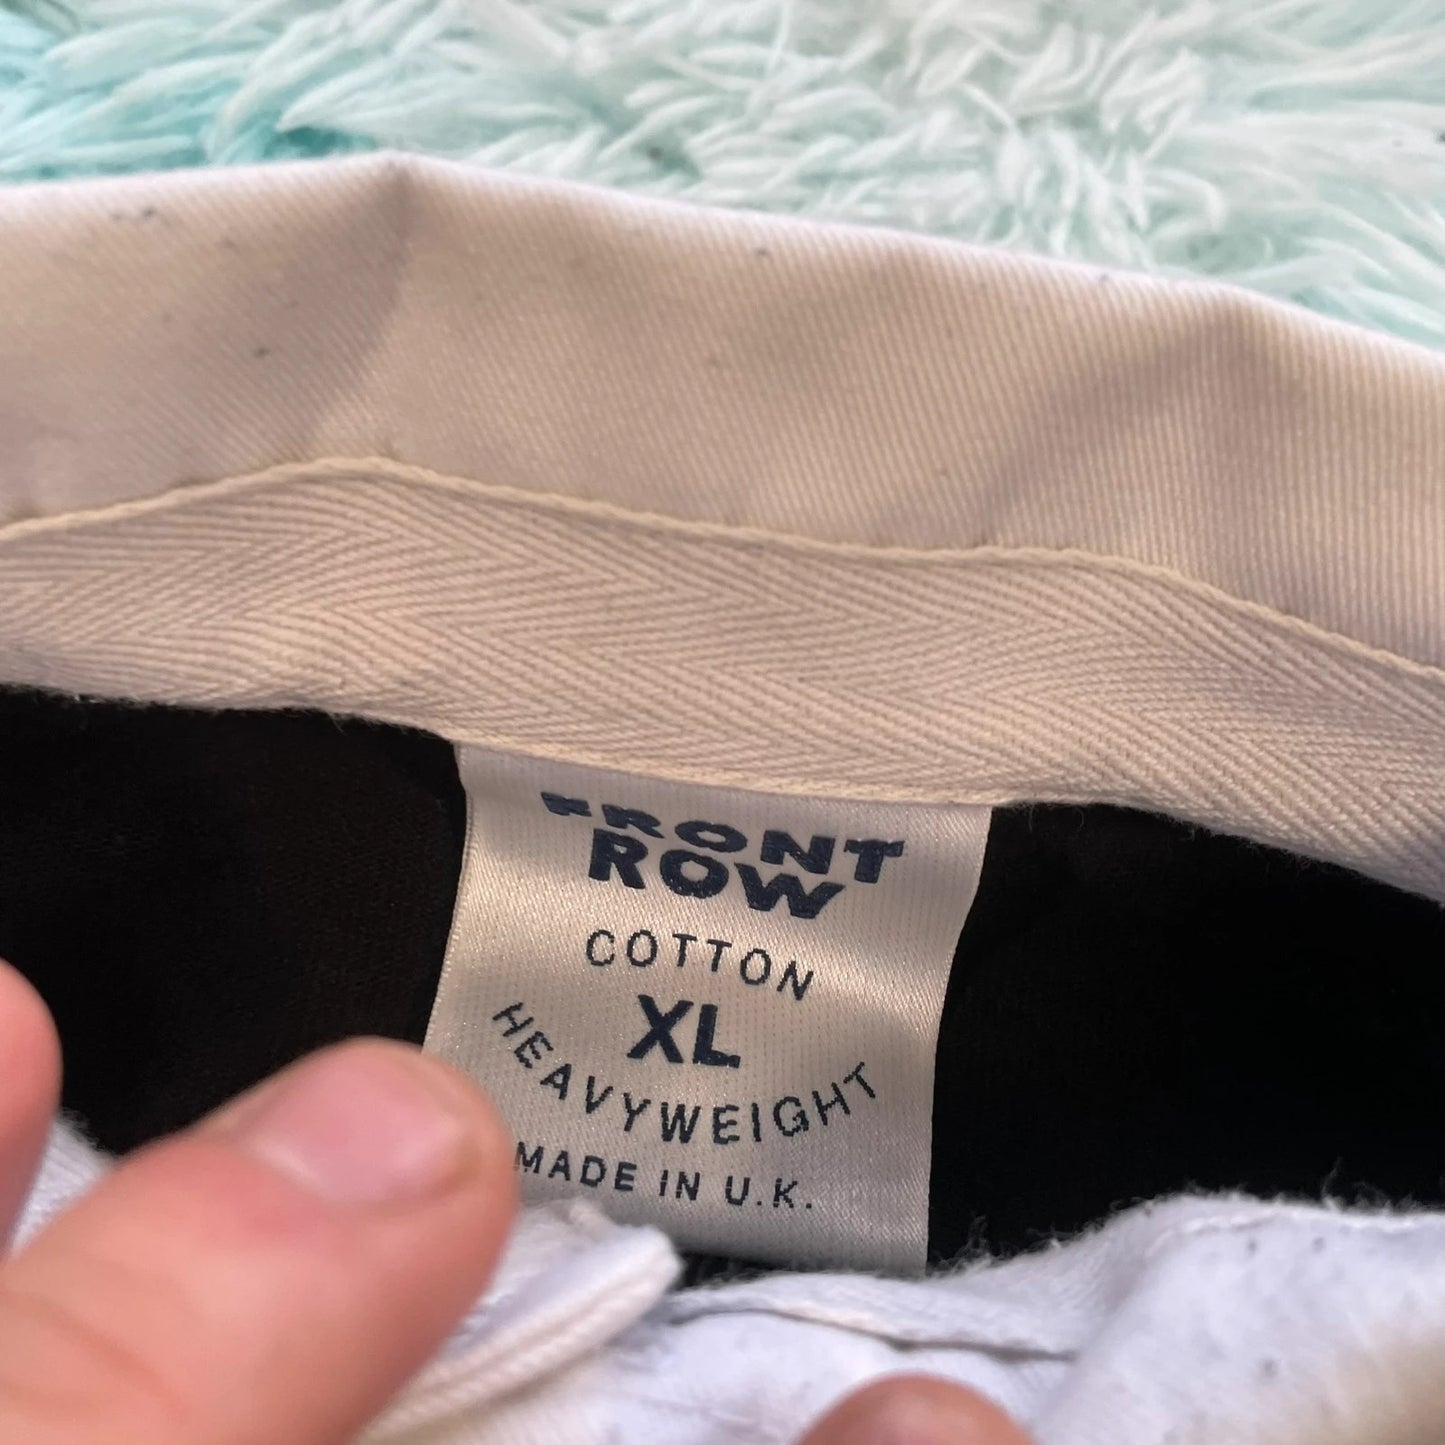 FRONT
ROW
COTTON
XL
HEAVYWEIGHT
MADE IN U.K.